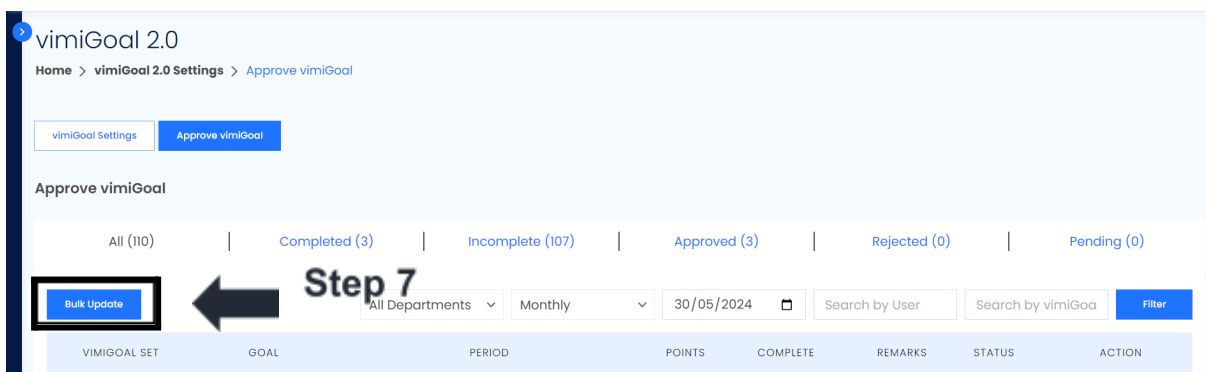 vimiGoal 2.0
Home > vimiGoal 2.0 Settings > Approve vimiGoal
vimiGoal Settings Approve vimiGoal
Approve vimiGoal
All (110) | Completed (3) | Incomplete (107) | Approved (3) | Rejected (0) | Pending (0)
Step 7
Bulk Update All Departments Monthly 30/05/2024 Search by User Search by vimiGoa Filter
VIMIGOAL SET GOAL PERIOD POINTS COMPLETE REMARKS STATUS ACTION